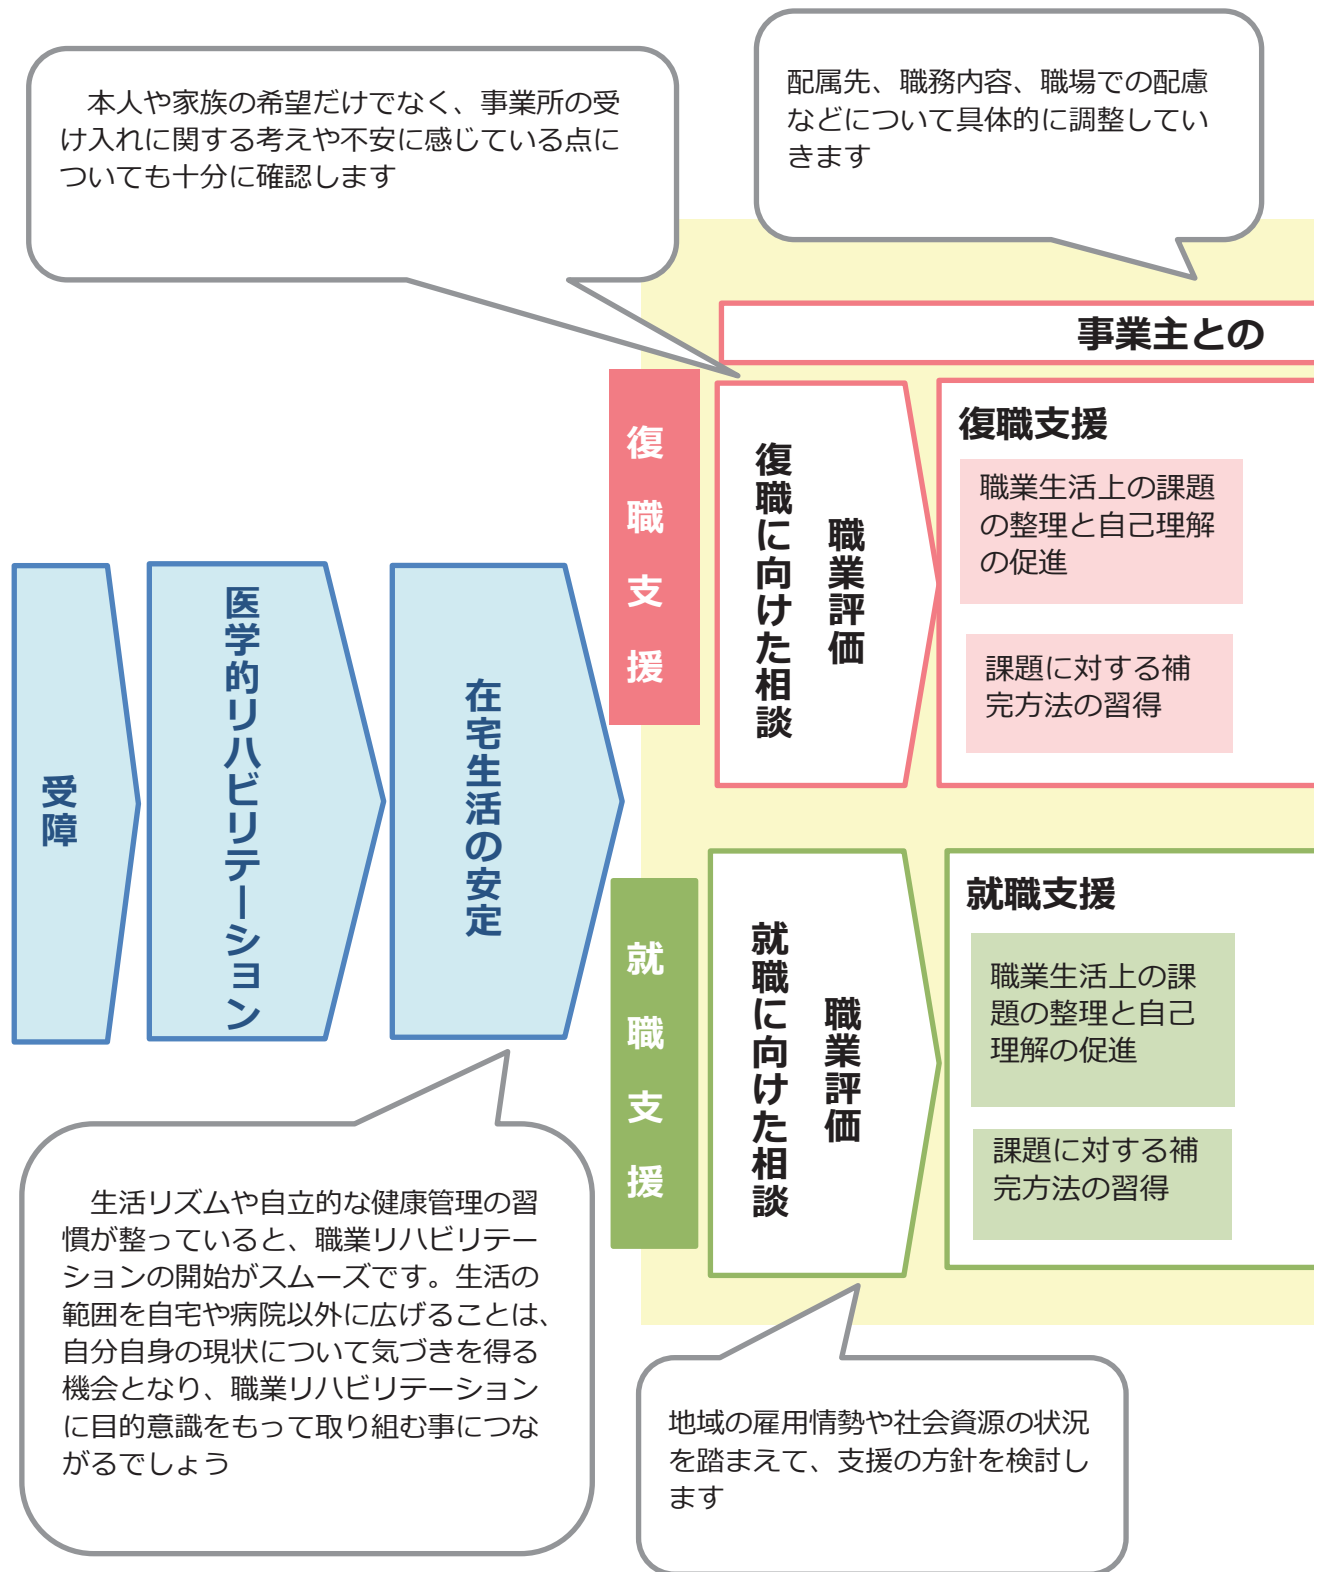 本人や家族の希望だけでなく、事業所の受
け入れに関する考えや不安に感じている点に
ついても十分に確認します
配属先、職務内容、職場での配慮
などについて具体的に調整してい
きます
事業主との
復職支援
復職に向けた相談
職業評価
復職支援
職業生活上の課題
の整理と自己理解
の促進
課題に対する補
完方法の習得
受障
医学的リハビリテーション
在宅生活の安定
就職支援
就職に向けた相談
職業評価
就職支援
職業生活上の課
題の整理と自己
理解の促進
課題に対する補
完方法の習得
　生活リズムや自立的な健康管理の習
慣が整っていると、職業リハビリテー
ションの開始がスムーズです。生活の
範囲を自宅や病院以外に広げることは、
自分自身の現状について気づきを得る
機会となり、職業リハビリテーション
に目的意識をもって取り組む事につな
がるでしょう
地域の雇用情勢や社会資源の状況
を踏まえて、支援の方針を検討し
ます